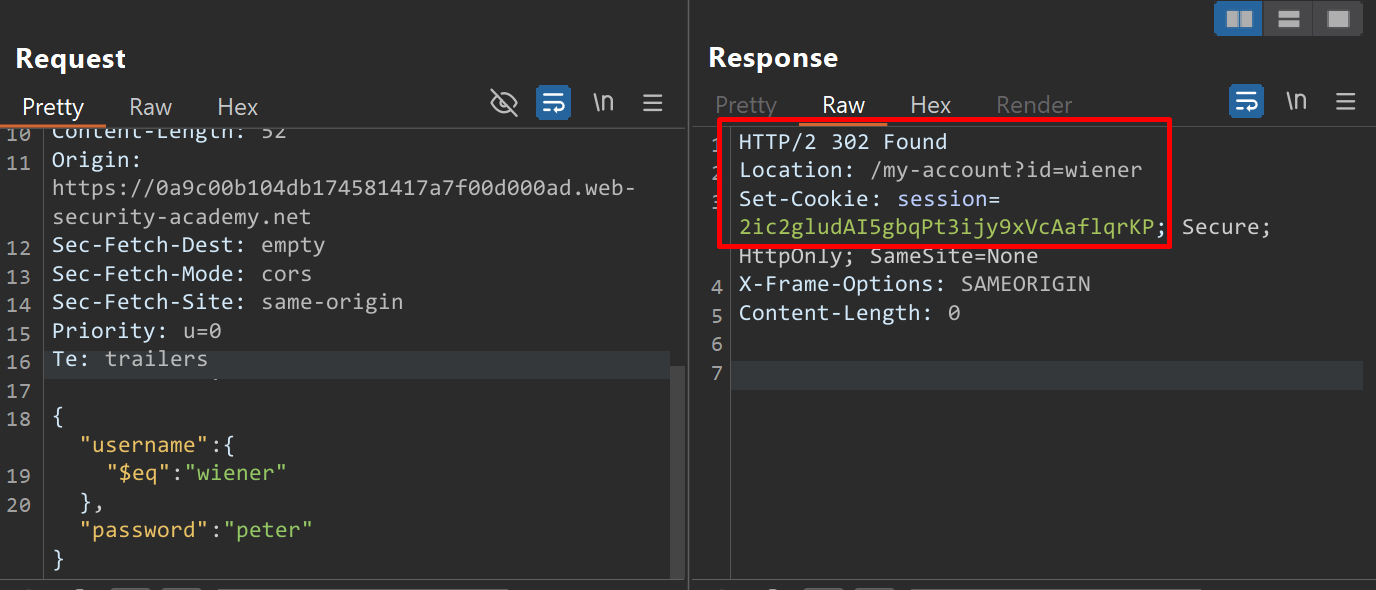 Request
Pretty Raw Hex \n
10 Content-Length: 52
11 Origin:
https://0a9c00b104db174581417a7f00d000ad.web-
security-academy.net
12 Sec-Fetch-Dest: empty
13 Sec-Fetch-Mode: cors
14 Sec-Fetch-Site: same-origin
15 Priority: u=0
16 Te: trailers
17
18 {
"username":{
19 "$eq":"wiener"
20 },
"password":"peter"
}
Response
Pretty Raw Hex Render \n
1 HTTP/2 302 Found
2 Location: /my-account?id=wiener
3 Set-Cookie: session=
2ic2gludAI5gbqPt3ijy9xVcAaflqrKP; Secure;
HttpOnly; SameSite=None
4 X-Frame-Options: SAMEORIGIN
5 Content-Length: 0
6
7